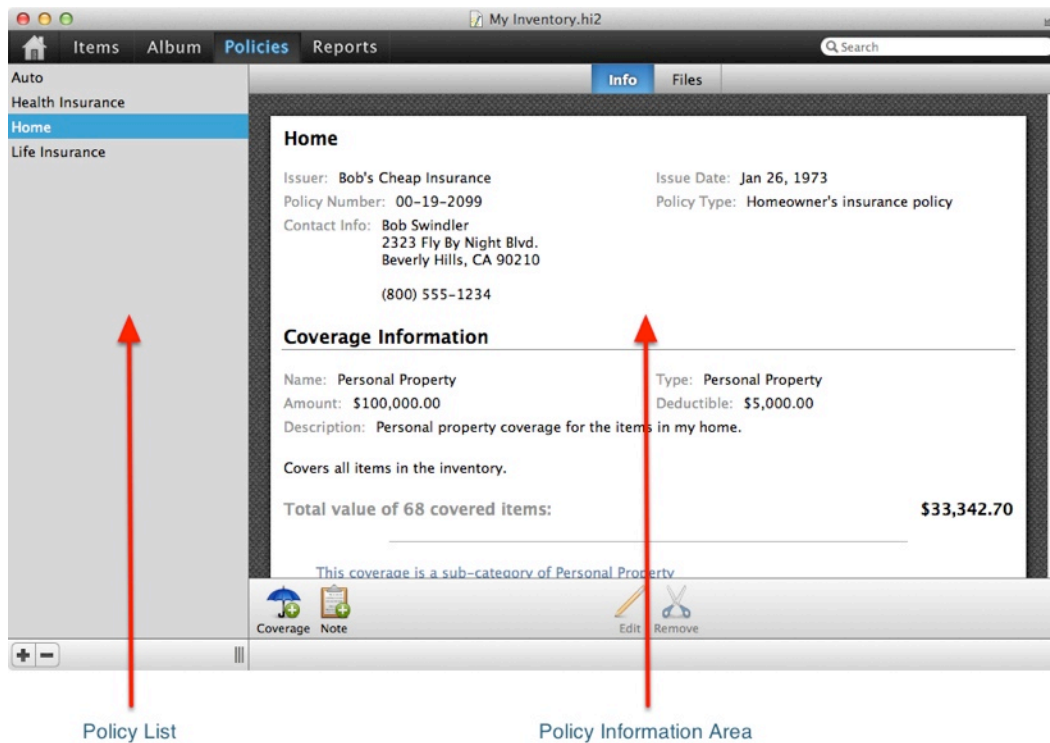 My Inventory.hi2
Items Album Policies Reports
Search
Auto
Health Insurance
Home
Life Insurance
Info Files
Home
Issuer: Bob's Cheap Insurance
Issue Date: Jan 26, 1973
Policy Number: 00-19-2099
Policy Type: Homeowner's insurance policy
Contact Info: Bob Swindler
2323 Fly By Night Blvd.
Beverly Hills, CA 90210
(800) 555-1234
Coverage Information
Name: Personal Property
Type: Personal Property
Amount: $100,000.00
Deductible: $5,000.00
Description: Personal property coverage for the items in my home.
Covers all items in the inventory.
Total value of 68 covered items: $33,342.70
This coverage is a sub-category of Personal Property
Coverage Note Edit Remove
Policy List
Policy Information Area